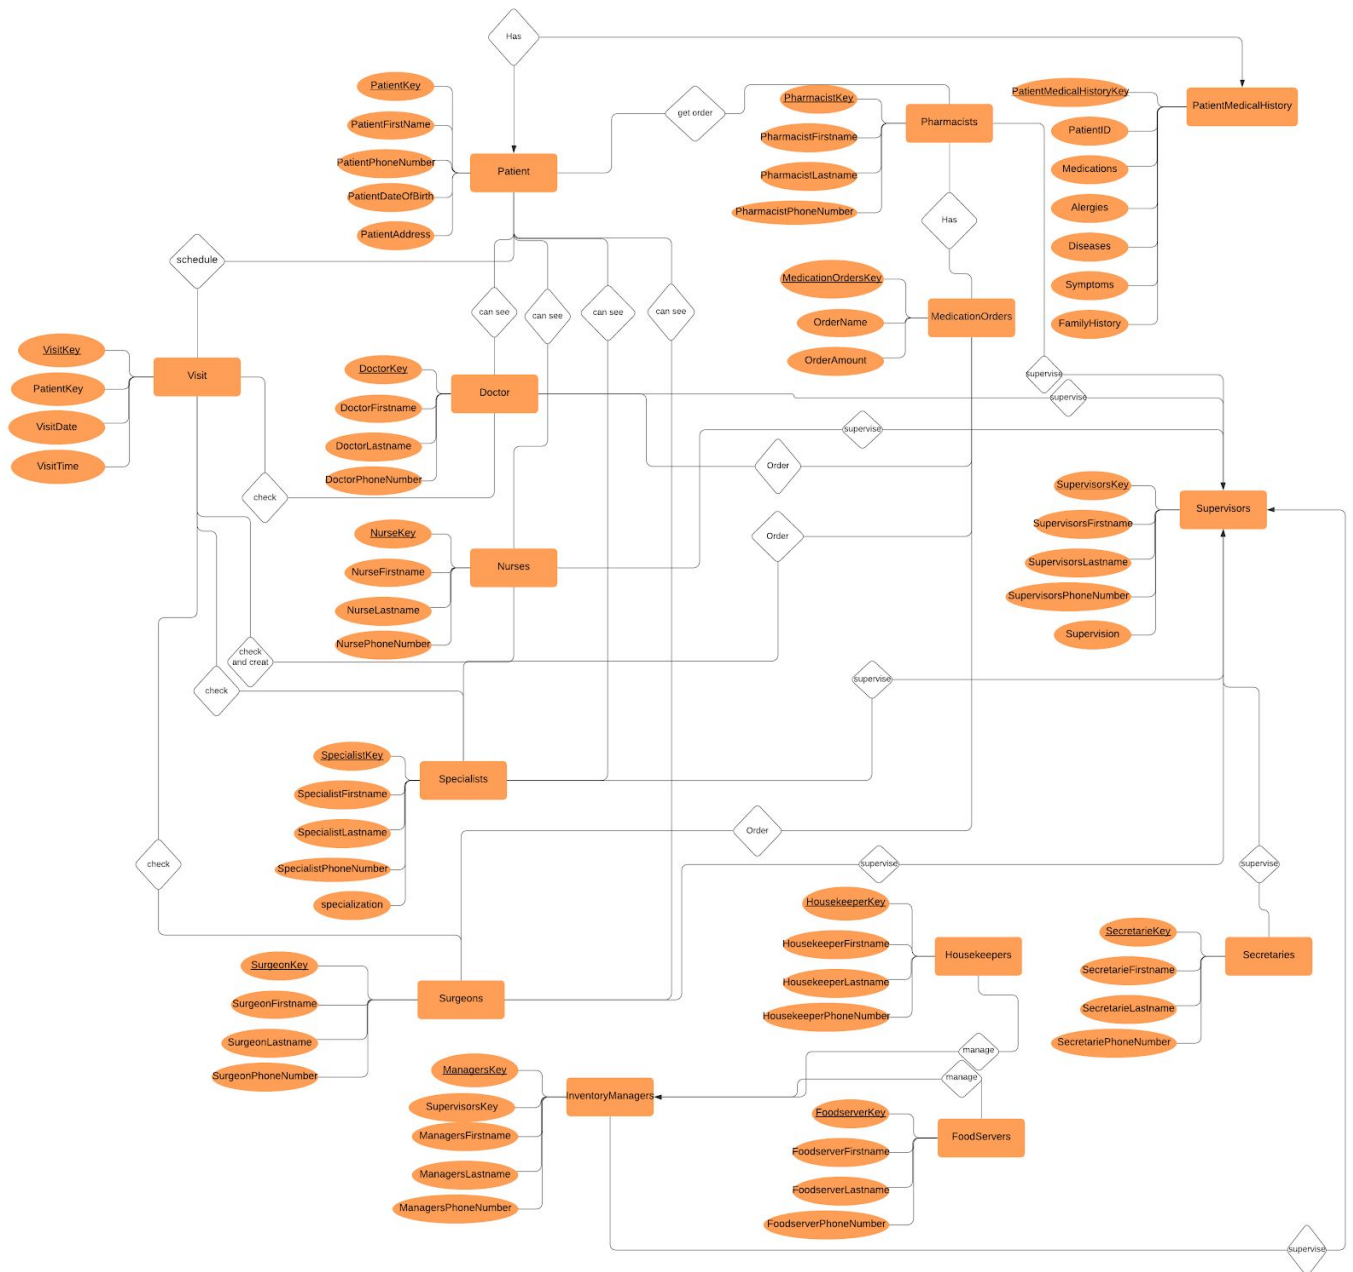 Has
PatientKey
PatientFirstName
PatientPhoneNumber
PatientDateOfBirth
PatientAddress
Patient
get order
PharmacistKey
PharmacistFirstname
PharmacistLastname
PharmacistPhoneNumber
Pharmacists
PatientMedicalHistoryKey
PatientID
Medications
Alergies
Diseases
Symptoms
FamilyHistory
PatientMedicalHistory
Has
schedule
can see
can see
can see
can see
MedicationOrdersKey
OrderName
OrderAmount
MedicationOrders
VisitKey
PatientKey
VisitDate
VisitTime
Visit
DoctorKey
DoctorFirstname
DoctorLastname
DoctorPhoneNumber
Doctor
supervise
supervise
supervise
Order
check
SupervisorsKey
SupervisorsFirstname
SupervisorsLastname
SupervisorsPhoneNumber
Supervision
Supervisors
NurseKey
NurseFirstname
NurseLastname
NursePhoneNumber
Nurses
Order
check
and creat
check
supervise
SpecialistKey
SpecialistFirstname
SpecialistLastname
SpecialistPhoneNumber
specialization
Specialists
Order
check
supervise
supervise
HousekeeperKey
HousekeeperFirstname
HousekeeperLastname
HousekeeperPhoneNumber
Housekeepers
SecretarieKey
SecretarieFirstname
SecretarieLastname
SecretariePhoneNumber
Secretaries
SurgeonKey
SurgeonFirstname
SurgeonLastname
SurgeonPhoneNumber
Surgeons
manage
manage
ManagersKey
SupervisorsKey
ManagersFirstname
ManagersLastname
ManagersPhoneNumber
InventoryManagers
FoodserverKey
FoodserverFirstname
FoodserverLastname
FoodserverPhoneNumber
FoodServers
supervise